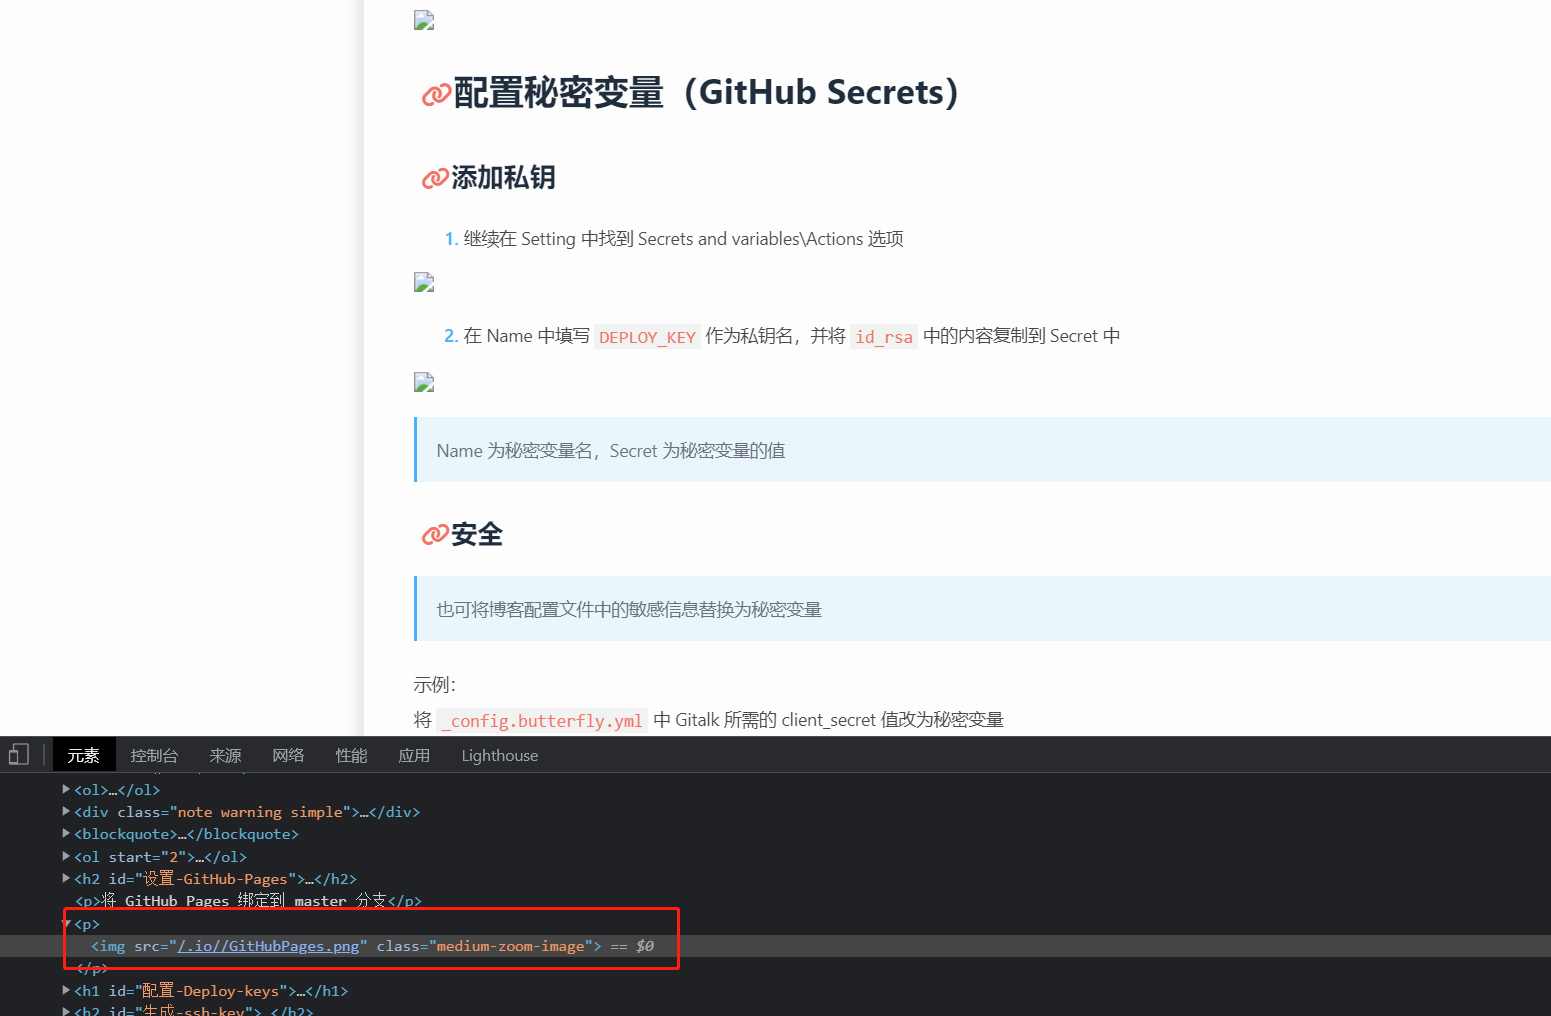 配置秘密变量（GitHub Secrets）
添加私钥
1. 继续在 Setting 中找到 Secrets and variables\Actions 选项
2. 在 Name 中填写 DEPLOY_KEY 作为私钥名，并将 id_rsa 中的内容复制到 Secret 中
Name 为秘密变量名，Secret 为秘密变量的值
安全
也可将博客配置文件中的敏感信息替换为秘密变量
示例：
将 _config.butterfly.yml 中 Gitalk 所需的 client_secret 值改为秘密变量
元素 控制台 来源 网络 性能 应用 Lighthouse
<ol>…</ol>
<div class="note warning simple">…</div>
<blockquote>…</blockquote>
<ol start="2">…</ol>
<h2 id="设置-GitHub-Pages">…</h2>
<p>将 GitHub Pages 绑定到 master 分支</p>
<p>
<img src="/.io//GitHubPages.png" class="medium-zoom-image"> == $0
</p>
<h1 id="配置-Deploy-keys">…</h1>
<h2 id="生成-ssh-key">…</h2>